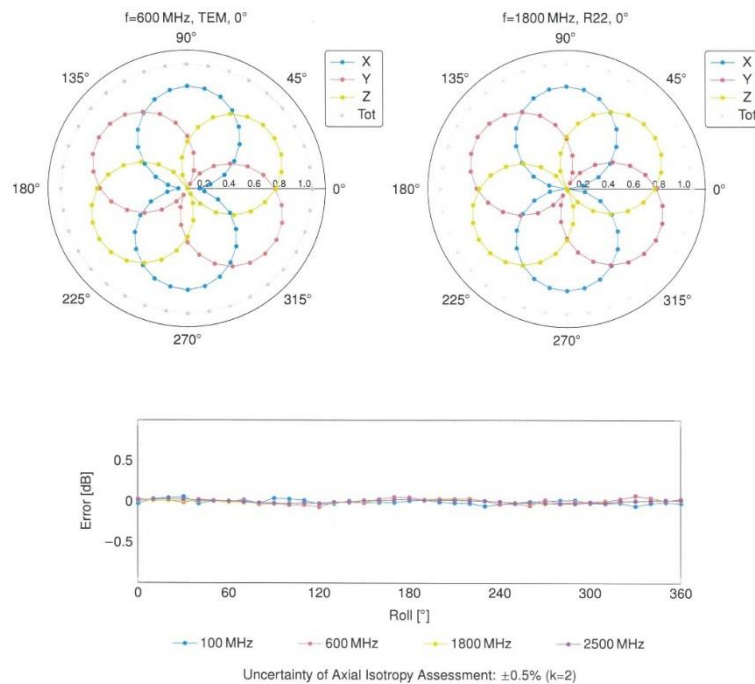 f=600 MHz, TEM, 0°
90°
135°
45°
X
Y
Z
Tot
180°
0.2
0.4
0.6
0.8
1.0
0°
225°
315°
270°
f=1800 MHz, R22, 0°
90°
135°
45°
X
Y
Z
Tot
180°
0.2
0.4
0.6
0.8
1.0
0°
225°
315°
270°
0.5
0
−0.5
Error [dB]
0 60 120 180 240 300 360
Roll [°]
100 MHz 600 MHz 1800 MHz 2500 MHz
Uncertainty of Axial Isotropy Assessment: ±0.5% (k=2)